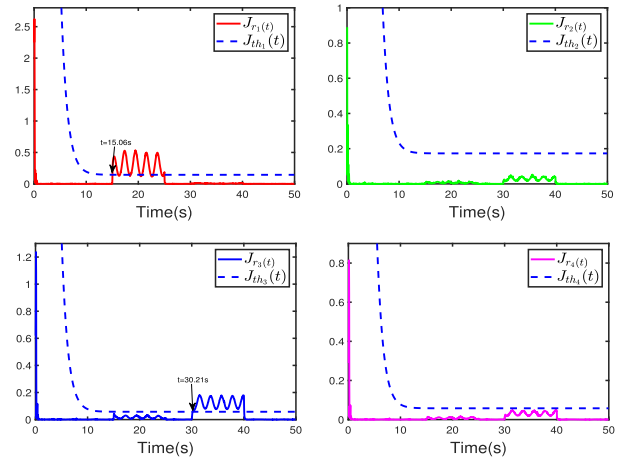 J_{r_1(t)}
J_{th_1}(t)
2.5
2
1.5
1
0.5
0
t=15.06s
0 10 20 30 40 50
Time(s)
J_{r_2(t)}
J_{th_2}(t)
1
0.8
0.6
0.4
0.2
0
0 10 20 30 40 50
Time(s)
J_{r_3(t)}
J_{th_3}(t)
1.2
1
0.8
0.6
0.4
0.2
0
t=30.21s
0 10 20 30 40 50
Time(s)
J_{r_4(t)}
J_{th_4}(t)
0.8
0.6
0.4
0.2
0
0 10 20 30 40 50
Time(s)